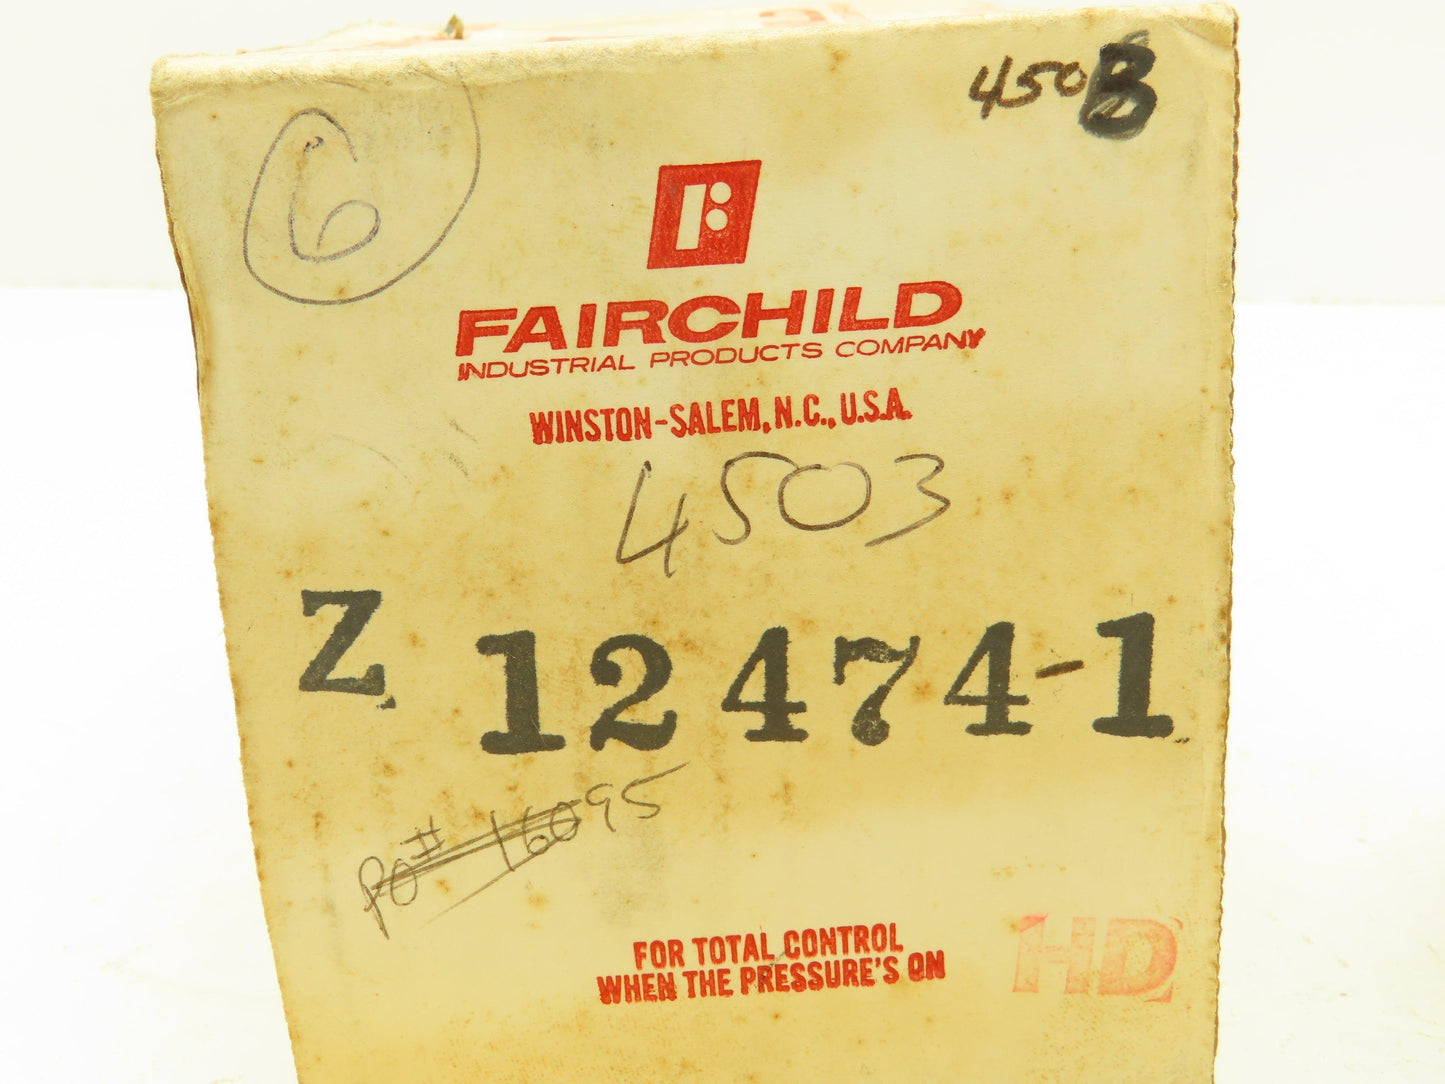 450B
6
FAIRCHILD
INDUSTRIAL PRODUCTS COMPANY
WINSTON-SALEM, N.C., U.S.A.
4503
Z 12474-1
PO# 16095
FOR TOTAL CONTROL
WHEN THE PRESSURE'S ON
HD